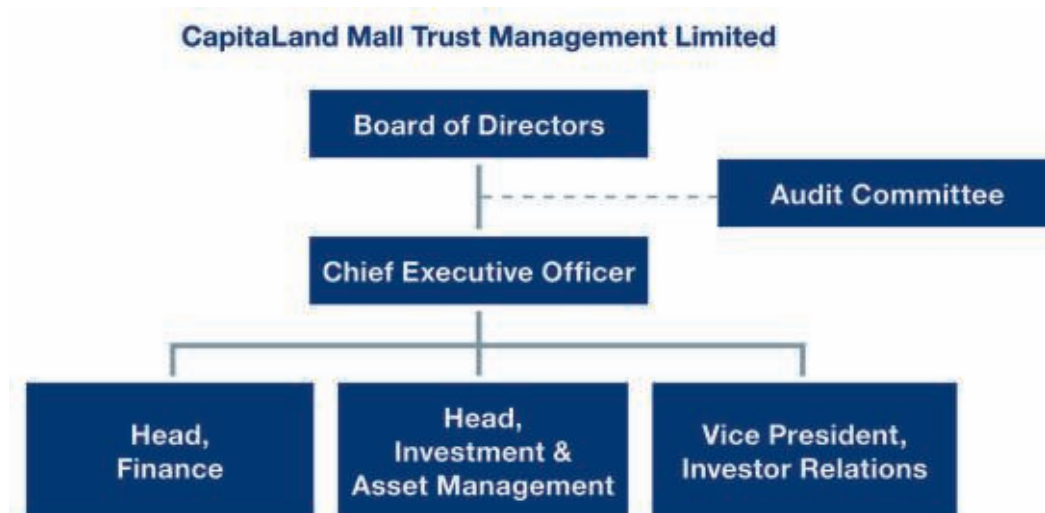 CapitaLand Mall Trust Management Limited
Board of Directors
Audit Committee
Chief Executive Officer
Head,
Finance
Head,
Investment &
Asset Management
Vice President,
Investor Relations